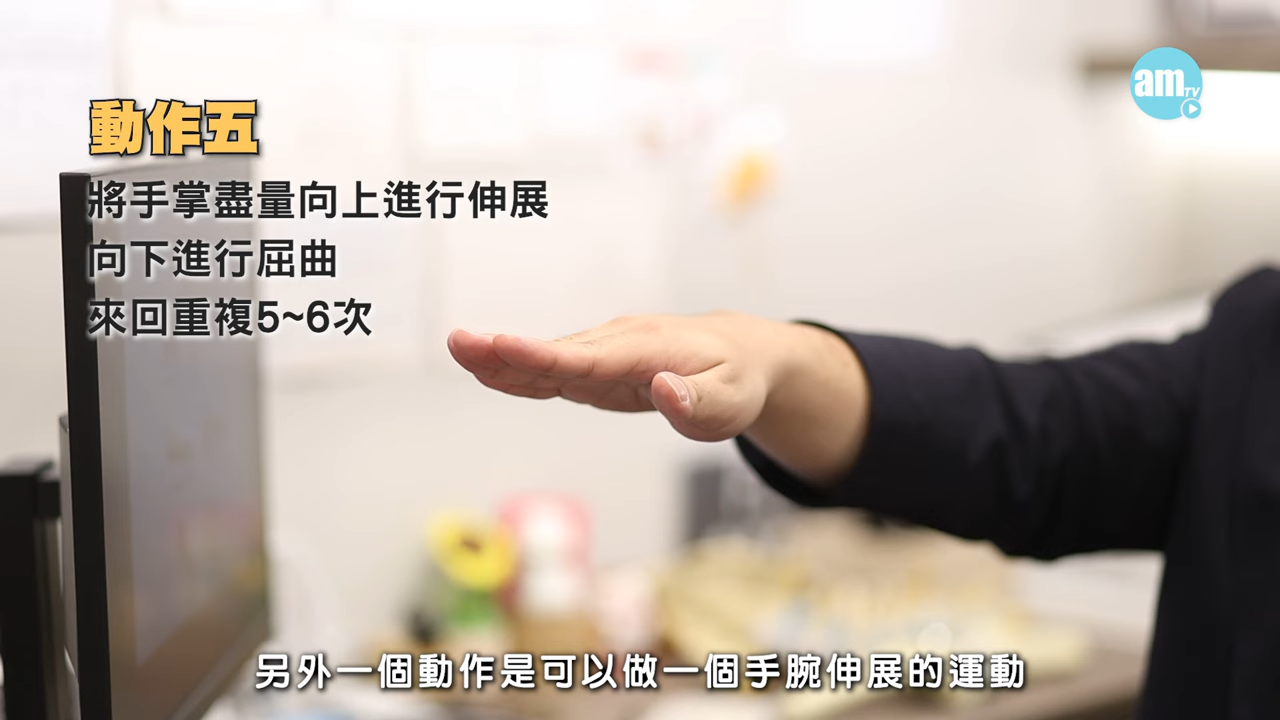 amTV
動作五
將手掌盡量向上進行伸展
向下進行屈曲
來回重複5~6次
另外一個動作是可以做一個手腕伸展的運動